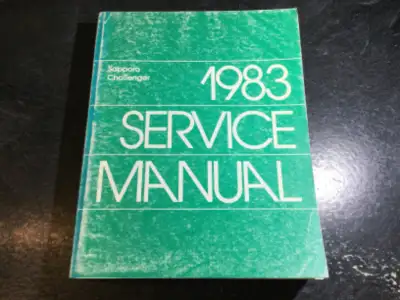 Sapporo
Challenger
1983
SERVICE
MANUAL